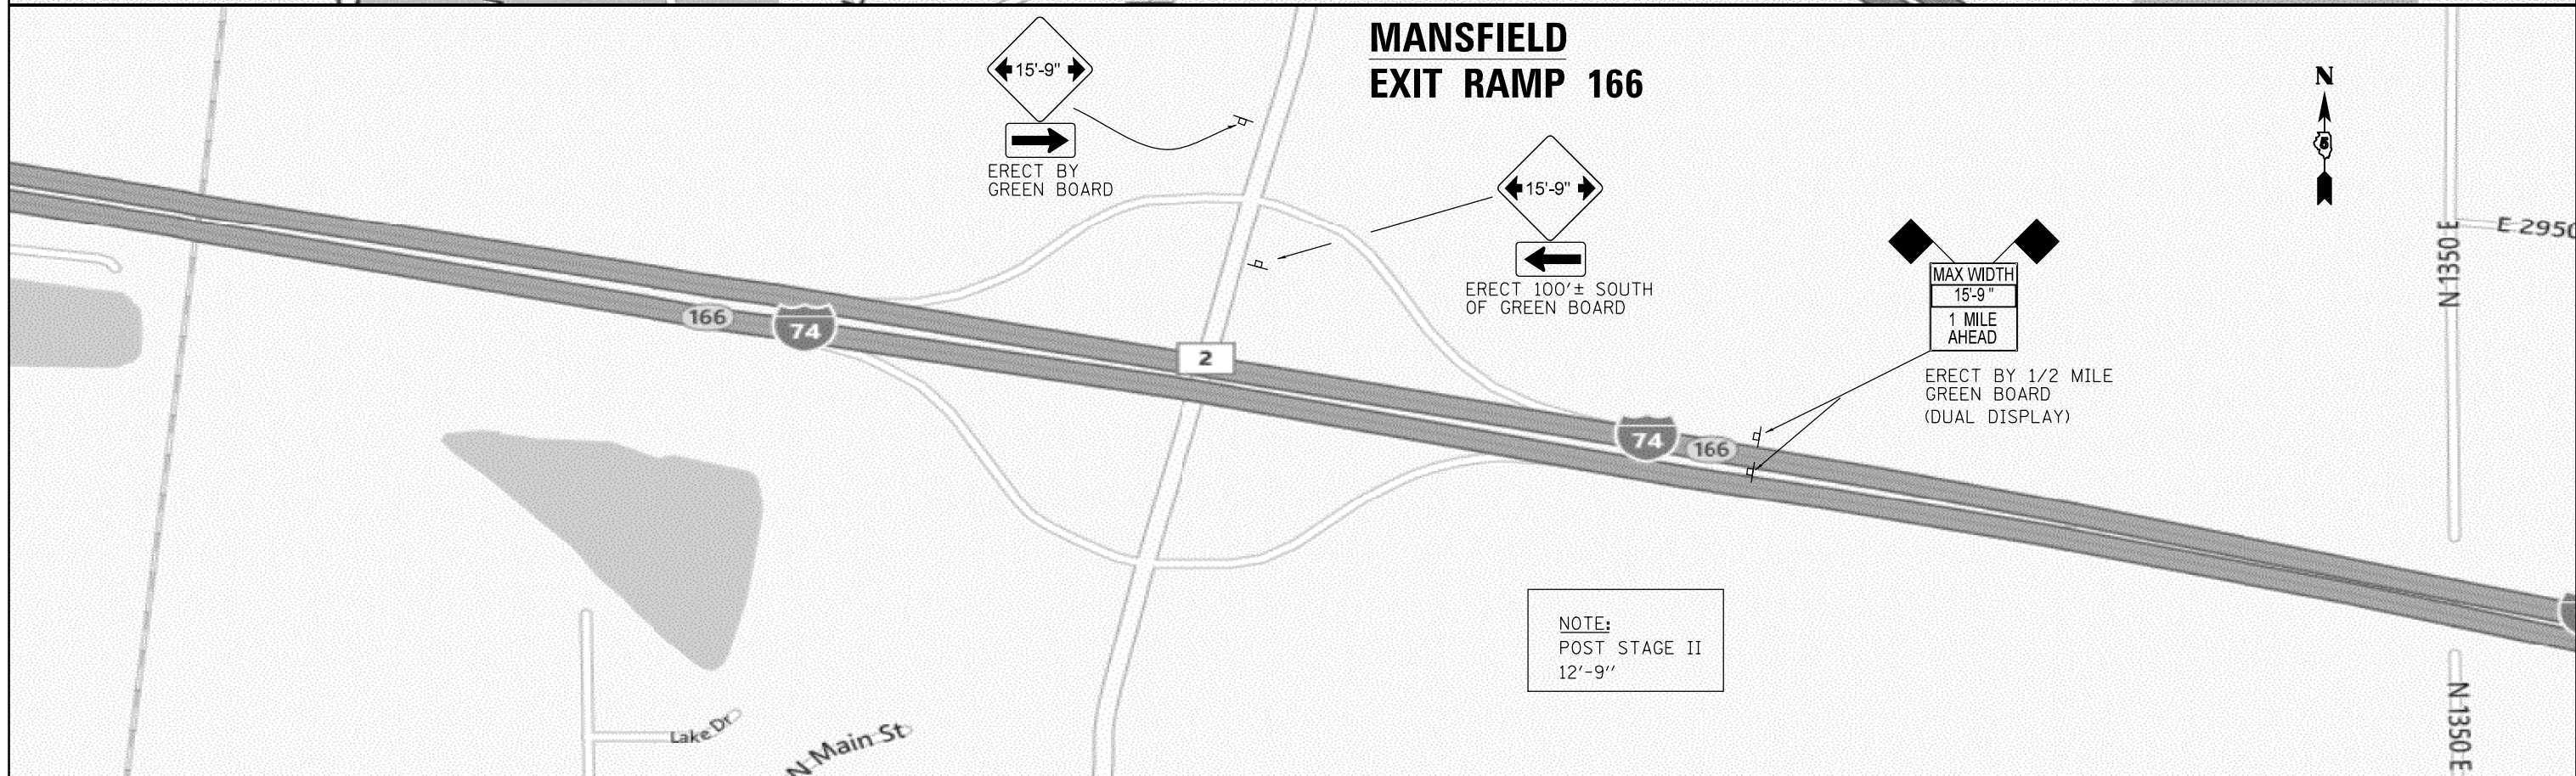 MANSFIELD
EXIT RAMP 166
15'-9"
ERECT BY
GREEN BOARD
15'-9"
ERECT 100'± SOUTH
OF GREEN BOARD
N
5
MAX WIDTH
15'-9 "
1 MILE
AHEAD
ERECT BY 1/2 MILE
GREEN BOARD
(DUAL DISPLAY)
N 1350 E
E 2950
166
74
2
74
166
NOTE:
POST STAGE II
12'-9''
Lake Dr
N Main St
N 1350 E